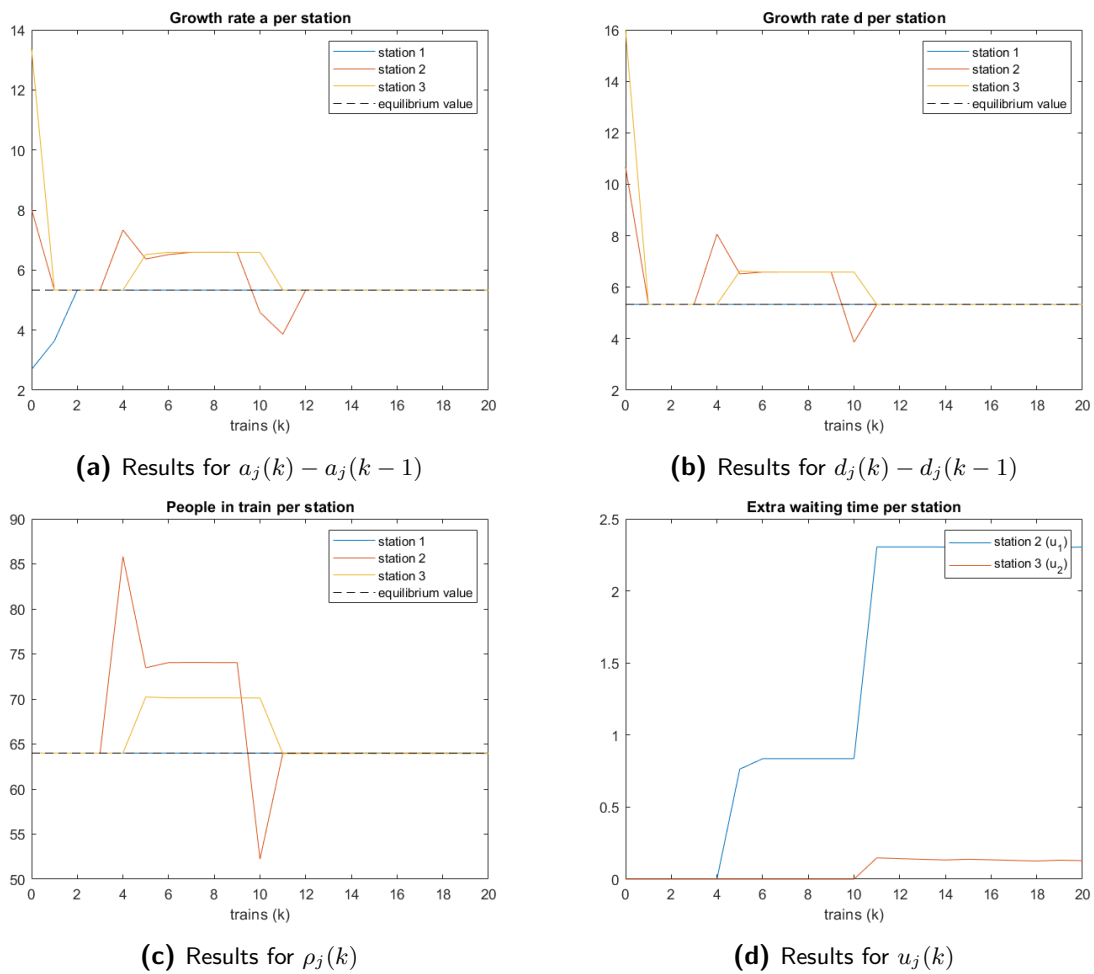 Growth rate a per station
14
12
10
8
6
4
2
0 2 4 6 8 10 12 14 16 18 20
trains (k)
station 1
station 2
station 3
equilibrium value
(a) Results for a_j(k) − a_j(k − 1)
Growth rate d per station
16
14
12
10
8
6
4
2
0 2 4 6 8 10 12 14 16 18 20
trains (k)
station 1
station 2
station 3
equilibrium value
(b) Results for d_j(k) − d_j(k − 1)
People in train per station
90
85
80
75
70
65
60
55
50
0 2 4 6 8 10 12 14 16 18 20
trains (k)
station 1
station 2
station 3
equilibrium value
(c) Results for ρ_j(k)
Extra waiting time per station
2.5
2
1.5
1
0.5
0
0 2 4 6 8 10 12 14 16 18 20
trains (k)
station 2 (u_1)
station 3 (u_2)
(d) Results for u_j(k)